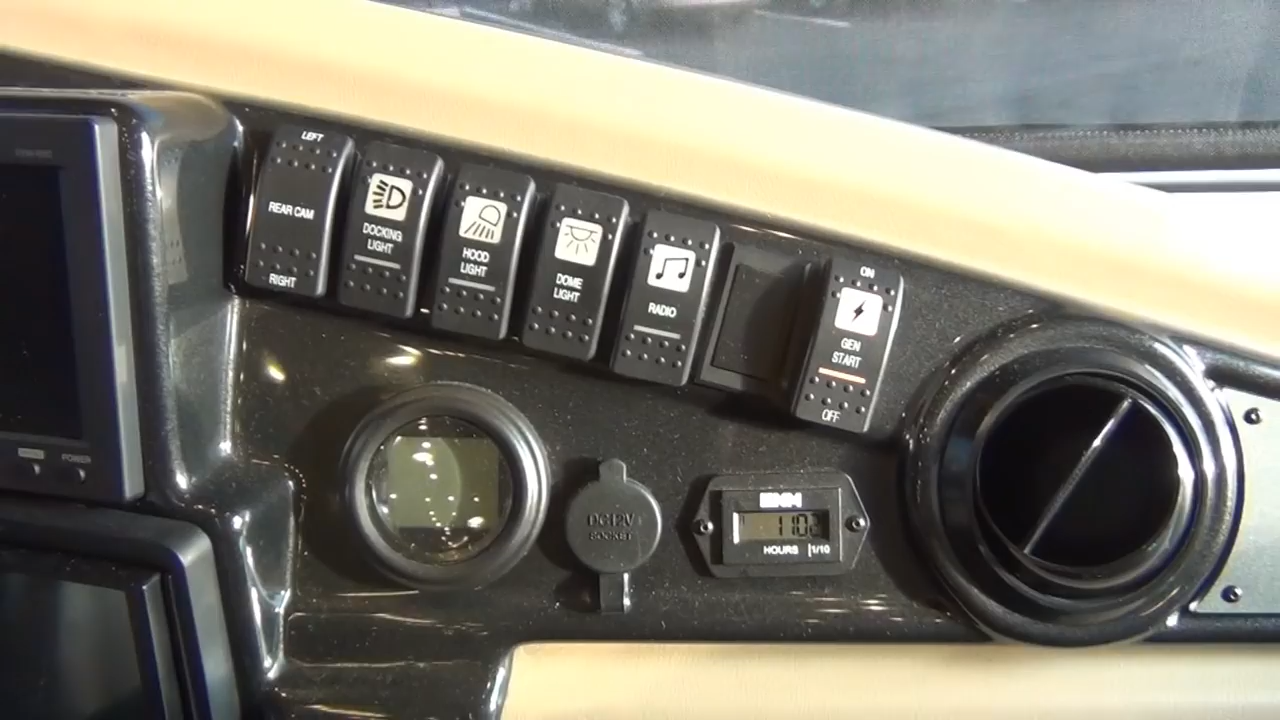 LEFT
REAR CAM
RIGHT
DOCKING
LIGHT
HOOD
LIGHT
DOME
LIGHT
RADIO
ON
GEN
START
OFF
POWER
DC12V
SOCKET
1102
HOURS 1/10